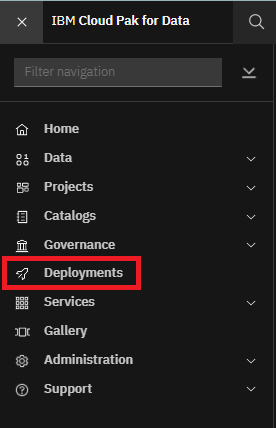 IBM Cloud Pak for Data
Filter navigation
Home
Data
Projects
Catalogs
Governance
Deployments
Services
Gallery
Administration
Support